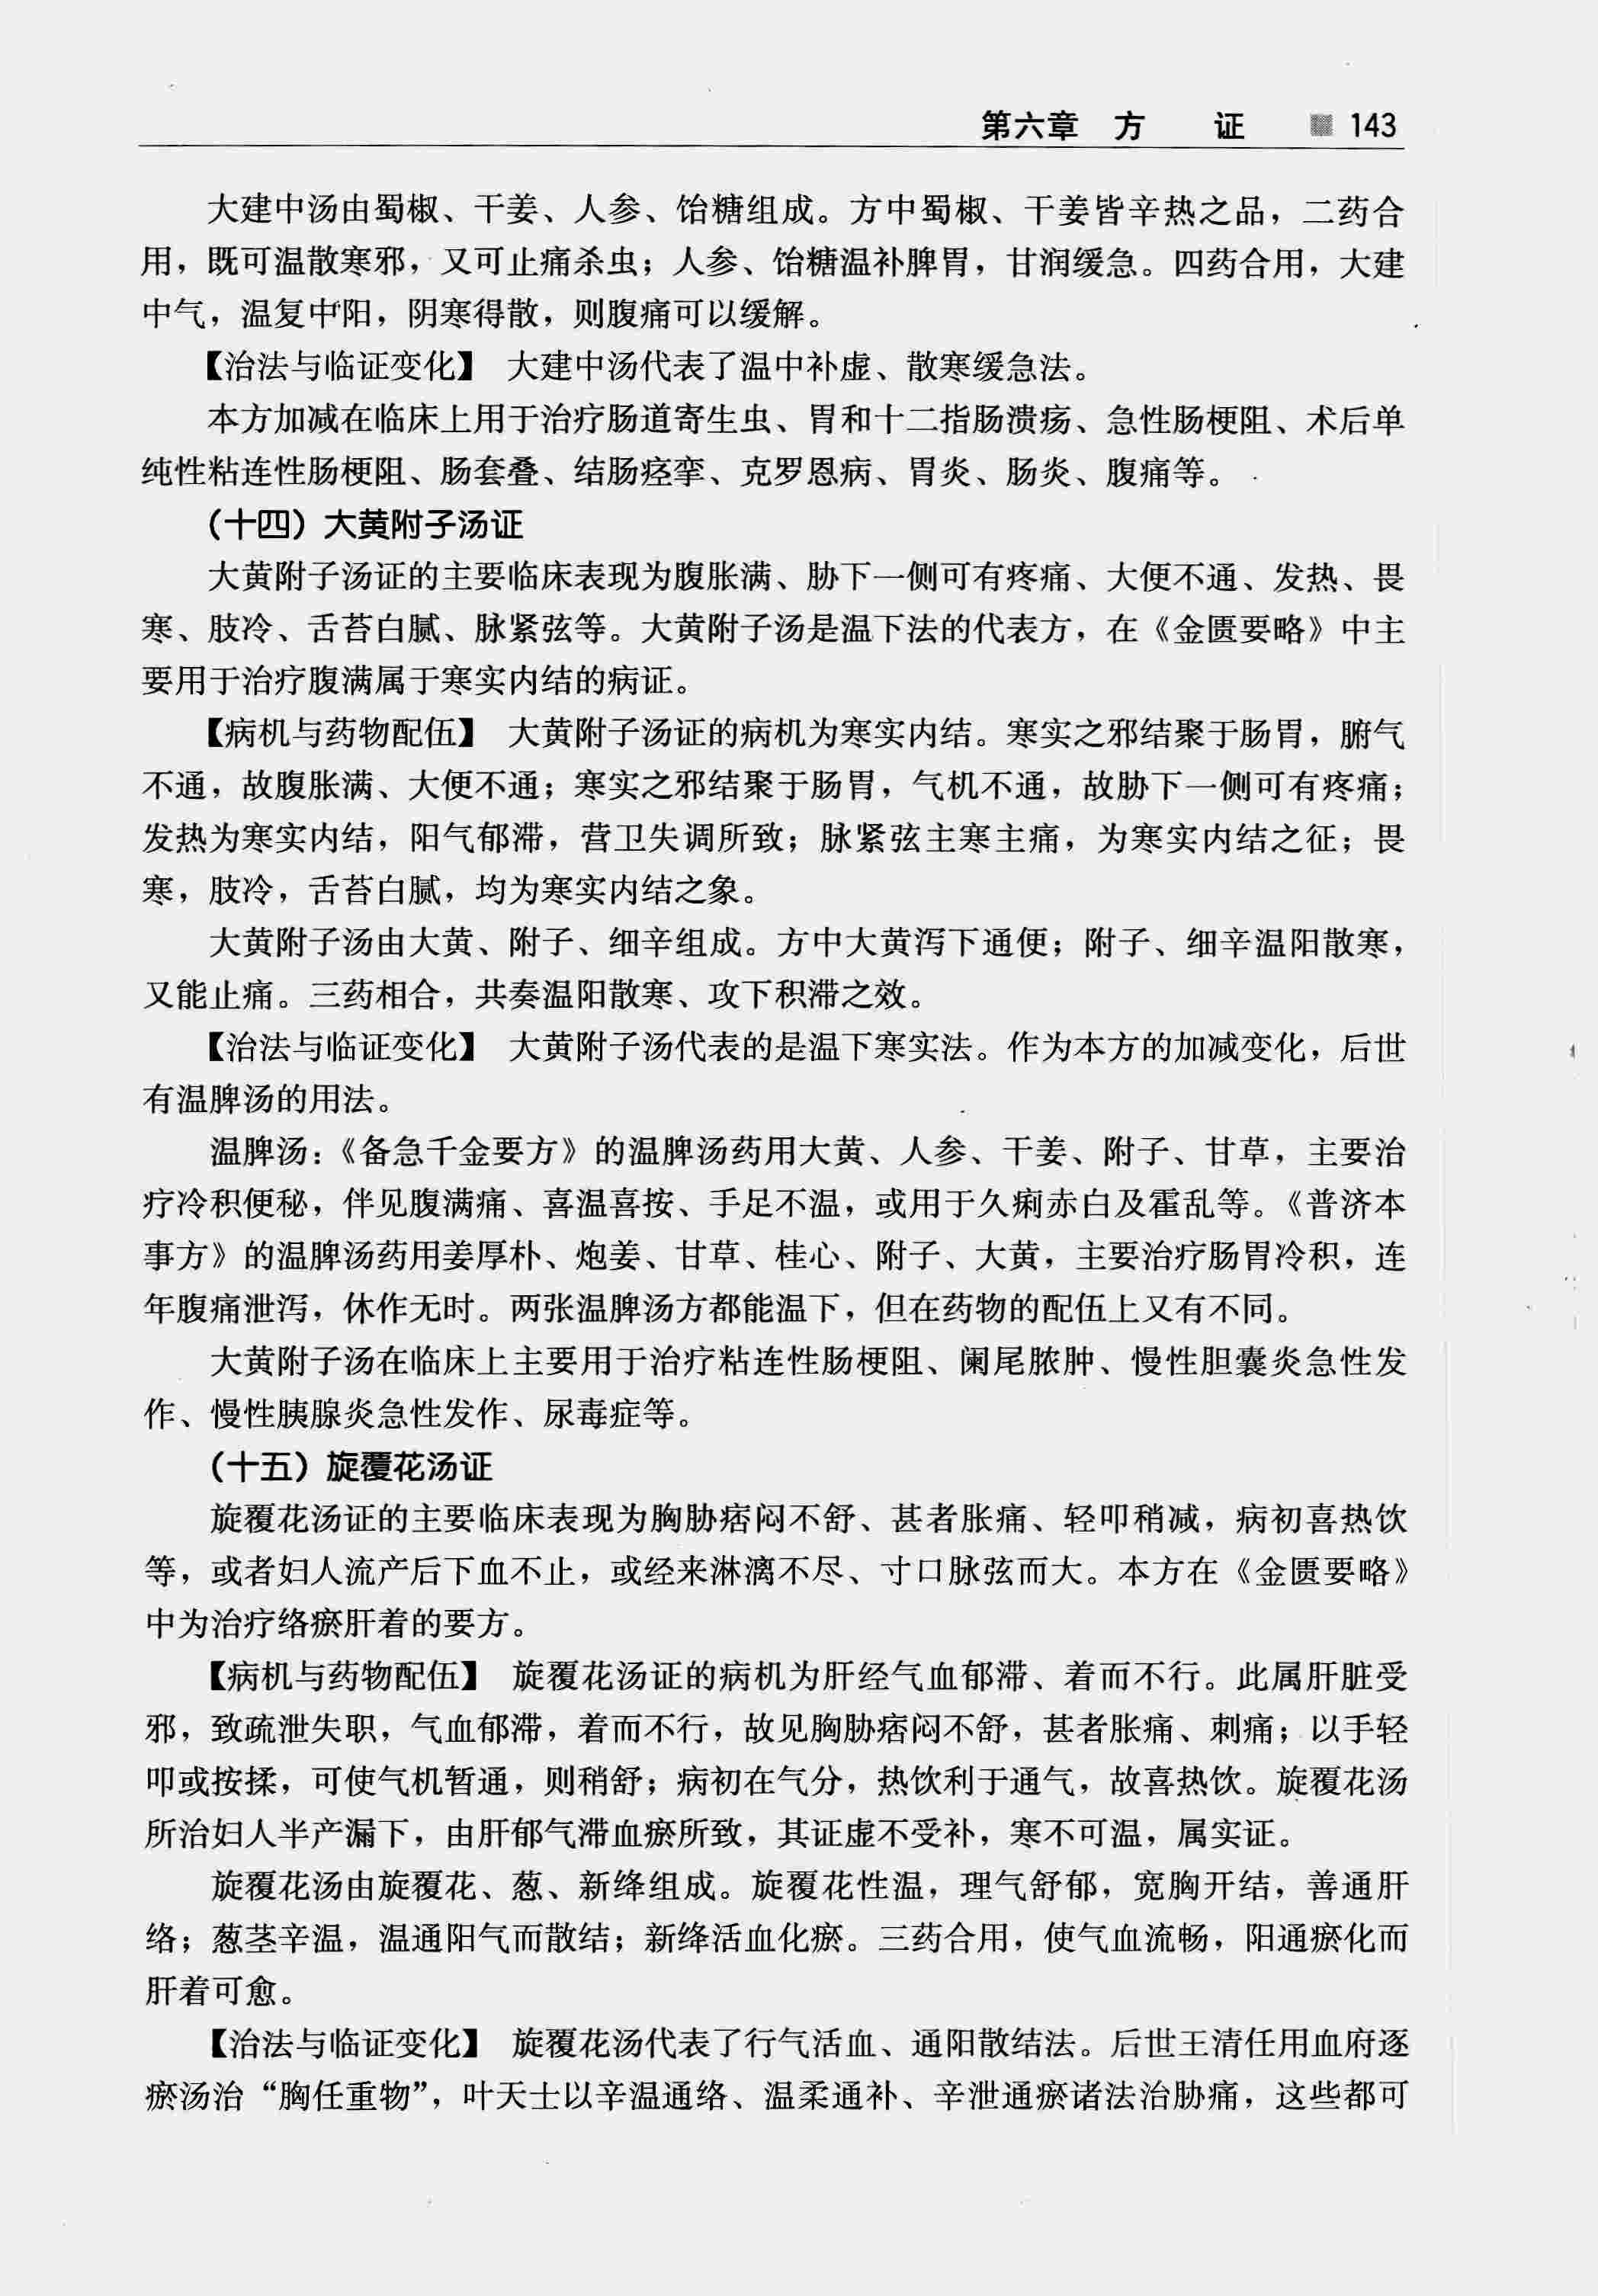 第六章 方 证 143
大建中汤由蜀椒、干姜、人参、饴糖组成。方中蜀椒、干姜皆辛热之品，二药合
用，既可温散寒邪，又可止痛杀虫；人参、饴糖温补脾胃，甘润缓急。四药合用，大建
中气，温复中阳，阴寒得散，则腹痛可以缓解。
【治法与临证变化】 大建中汤代表了温中补虚、散寒缓急法。
本方加减在临床上用于治疗肠道寄生虫、胃和十二指肠溃疡、急性肠梗阻、术后单
纯性粘连性肠梗阻、肠套叠、结肠痉挛、克罗恩病、胃炎、肠炎、腹痛等。
（十四）大黄附子汤证
大黄附子汤证的主要临床表现为腹胀满、胁下一侧可有疼痛、大便不通、发热、畏
寒、肢冷、舌苔白腻、脉紧弦等。大黄附子汤是温下法的代表方，在《金匮要略》中主
要用于治疗腹满属于寒实内结的病证。
【病机与药物配伍】 大黄附子汤证的病机为寒实内结。寒实之邪结聚于肠胃，腑气
不通，故腹胀满、大便不通；寒实之邪结聚于肠胃，气机不通，故胁下一侧可有疼痛；
发热为寒实内结，阳气郁滞，营卫失调所致；脉紧弦主寒主痛，为寒实内结之征；畏
寒，肢冷，舌苔白腻，均为寒实内结之象。
大黄附子汤由大黄、附子、细辛组成。方中大黄泻下通便；附子、细辛温阳散寒，
又能止痛。三药相合，共奏温阳散寒、攻下积滞之效。
【治法与临证变化】 大黄附子汤代表的是温下寒实法。作为本方的加减变化，后世
有温脾汤的用法。
温脾汤：《备急千金要方》的温脾汤药用大黄、人参、干姜、附子、甘草，主要治
疗冷积便秘，伴见腹满痛、喜温喜按、手足不温，或用于久痢赤白及霍乱等。《普济本
事方》的温脾汤药用姜厚朴、炮姜、甘草、桂心、附子、大黄，主要治疗肠胃冷积，连
年腹痛泄泻，休作无时。两张温脾汤方都能温下，但在药物的配伍上又有不同。
大黄附子汤在临床上主要用于治疗粘连性肠梗阻、阑尾脓肿、慢性胆囊炎急性发
作、慢性胰腺炎急性发作、尿毒症等。
（十五）旋覆花汤证
旋覆花汤证的主要临床表现为胸胁痞闷不舒、甚者胀痛、轻叩稍减，病初喜热饮
等，或者妇人流产后下血不止，或经来淋漓不尽、寸口脉弦而大。本方在《金匮要略》
中为治疗络瘀肝着的要方。
【病机与药物配伍】 旋覆花汤证的病机为肝经气血郁滞、着而不行。此属肝脏受
邪，致疏泄失职，气血郁滞，着而不行，故见胸胁痞闷不舒，甚者胀痛、刺痛；以手轻
叩或按揉，可使气机暂通，则稍舒；病初在气分，热饮利于通气，故喜热饮。旋覆花汤
所治妇人半产漏下，由肝郁气滞血瘀所致，其证虚不受补，寒不可温，属实证。
旋覆花汤由旋覆花、葱、新绛组成。旋覆花性温，理气舒郁，宽胸开结，善通肝
络；葱茎辛温，温通阳气而散结；新绛活血化瘀。三药合用，使气血流畅，阳通瘀化而
肝着可愈。
【治法与临证变化】 旋覆花汤代表了行气活血、通阳散结法。后世王清任用血府逐
瘀汤治“胸任重物”，叶天士以辛温通络、温柔通补、辛泄通瘀诸法治胁痛，这些都可